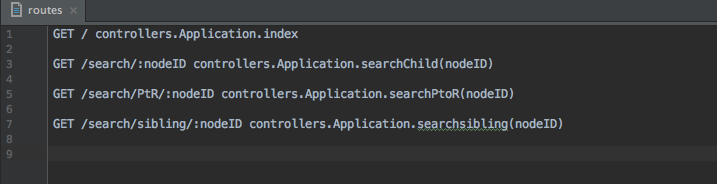 routes
1 GET / controllers.Application.index
2
3 GET /search/:nodeID controllers.Application.searchChild(nodeID)
4
5 GET /search/PtR/:nodeID controllers.Application.searchPtoR(nodeID)
6
7 GET /search/sibling/:nodeID controllers.Application.searchsibling(nodeID)
8
9